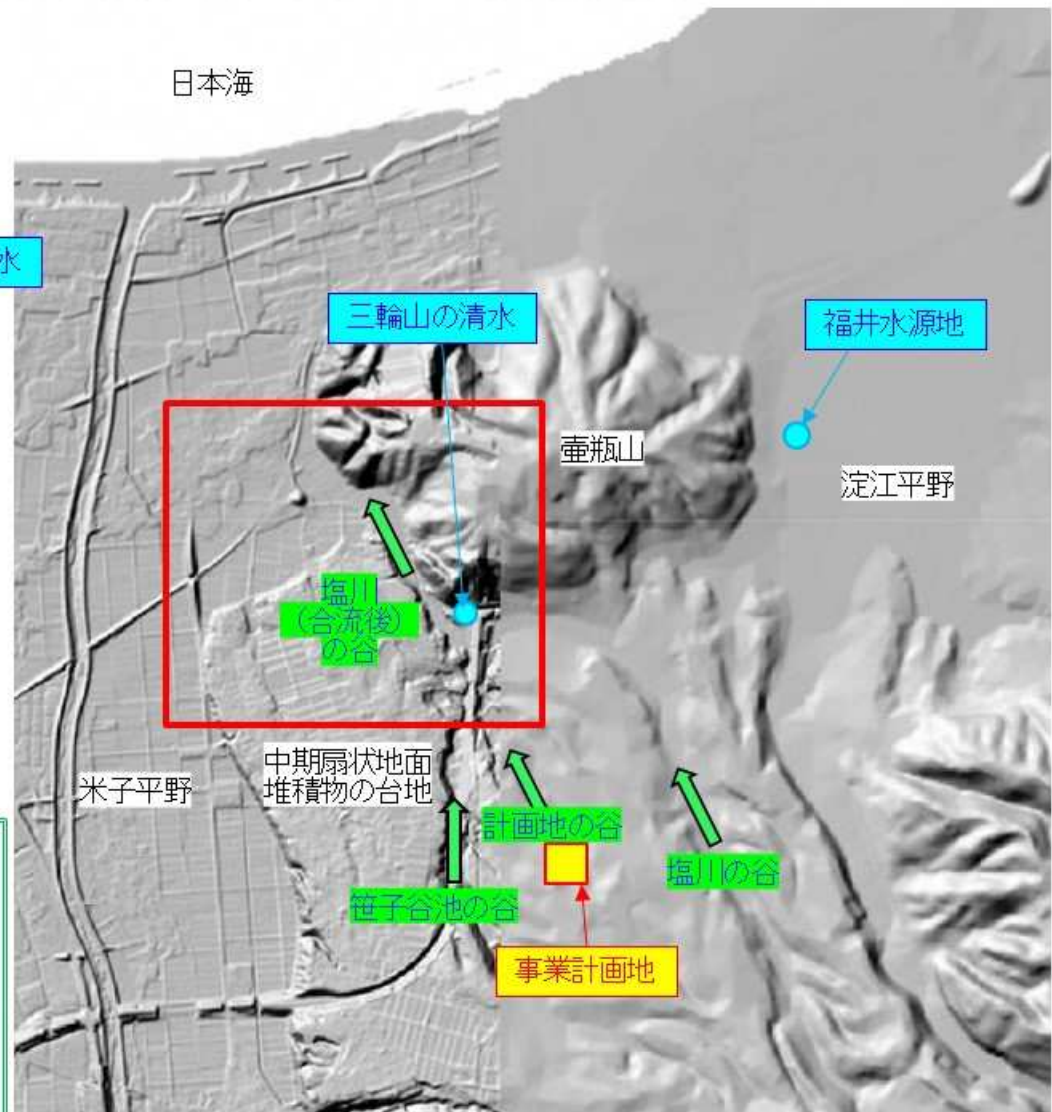 日本海
水
三輪山の清水
福井水源地
壷瓶山
淀江平野
塩川
(合流後)
の谷
中期扇状地面
堆積物の台地
米子平野
計画地の谷
塩川の谷
笹子谷池の谷
事業計画地